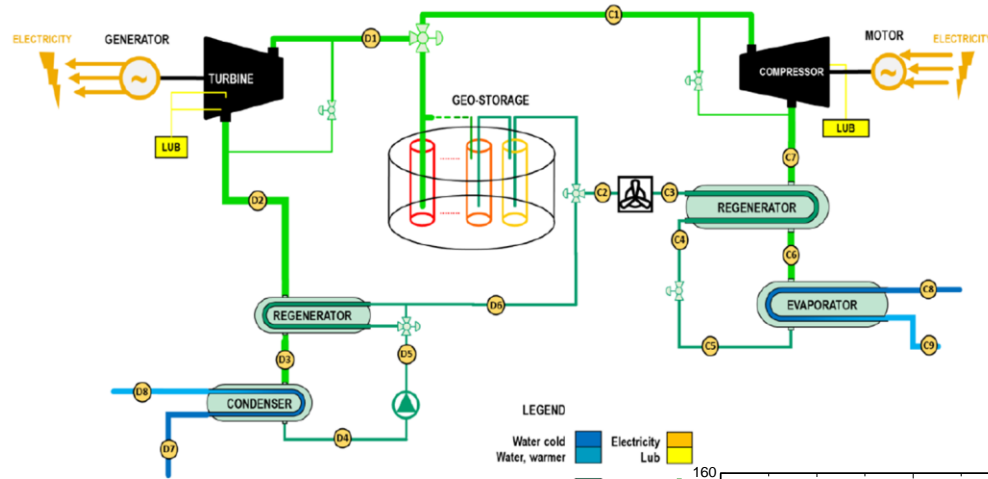 C1
ELECTRICITY
GENERATOR
D1
MOTOR
ELECTRICITY
~
TURBINE
COMPRESSOR
~
GEO-STORAGE
LUB
LUB
C7
D2
C2
C3
REGENERATOR
C4
C6
D6
C8
REGENERATOR
EVAPORATOR
D5
C5
C9
D3
D8
CONDENSER
LEGEND
D4
Water cold
Electricity
D7
Water, warmer
Lub
160